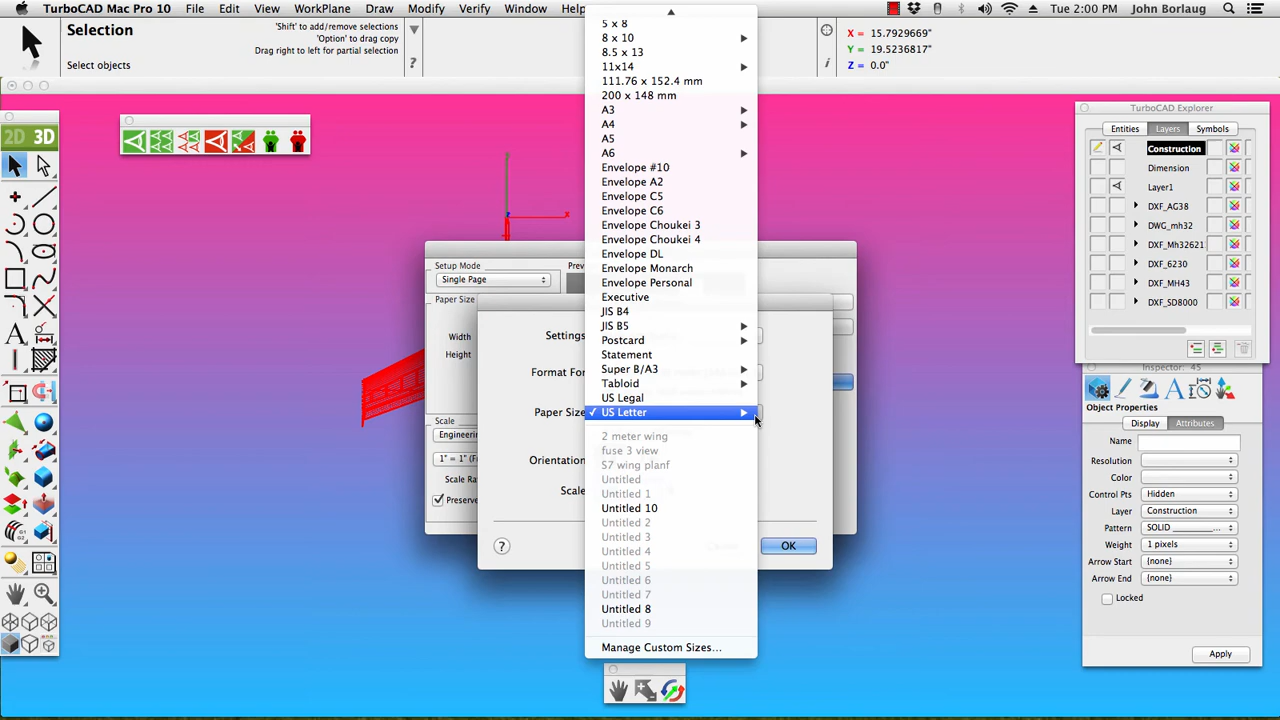 TurboCAD Mac Pro 10 File Edit View WORKPLANE Draw Modify Verify Window Help Tue 2:00 PM John Borlaug
Selection
'Shift' to add/remove selections
'Option' to drag copy
Drag right to left for partial selection
Select objects
?
i
X = 15.7929669"
Y = 19.5236817"
Z = 0.0"
2D 3D
x
TurboCAD Explorer
Entities Layers Symbols
Construction
Dimension
Layer1
DXF_AG38
DWG_mh32
DXF_Mh32621
DXF_6230
DXF_MH43
DXF_SD8000
Inspector: 45
Object Properties
Display Attributes
Name
Resolution
Color
Control Pts Hidden
Layer Construction
Pattern SOLID
Weight 1 pixels
Arrow Start {none}
Arrow End {none}
Locked
Apply
Setup Mode
Single Page
Prev
Paper Size
Width
Height
Scale
Engineering
1" = 1" (F
Scale Ra
Preserve
Settings
Format For
Paper Size
Orientation
Scale
?
OK
5 x 8
8 x 10
8.5 x 13
11x14
111.76 x 152.4 mm
200 x 148 mm
A3
A4
A5
A6
Envelope #10
Envelope A2
Envelope C5
Envelope C6
Envelope Choukei 3
Envelope Choukei 4
Envelope DL
Envelope Monarch
Envelope Personal
Executive
JIS B4
JIS B5
Postcard
Statement
Super B/A3
Tabloid
US Legal
✓ US Letter
2 meter wing
fuse 3 view
S7 wing planf
Untitled
Untitled 1
Untitled 10
Untitled 2
Untitled 3
Untitled 4
Untitled 5
Untitled 6
Untitled 7
Untitled 8
Untitled 9
Manage Custom Sizes...